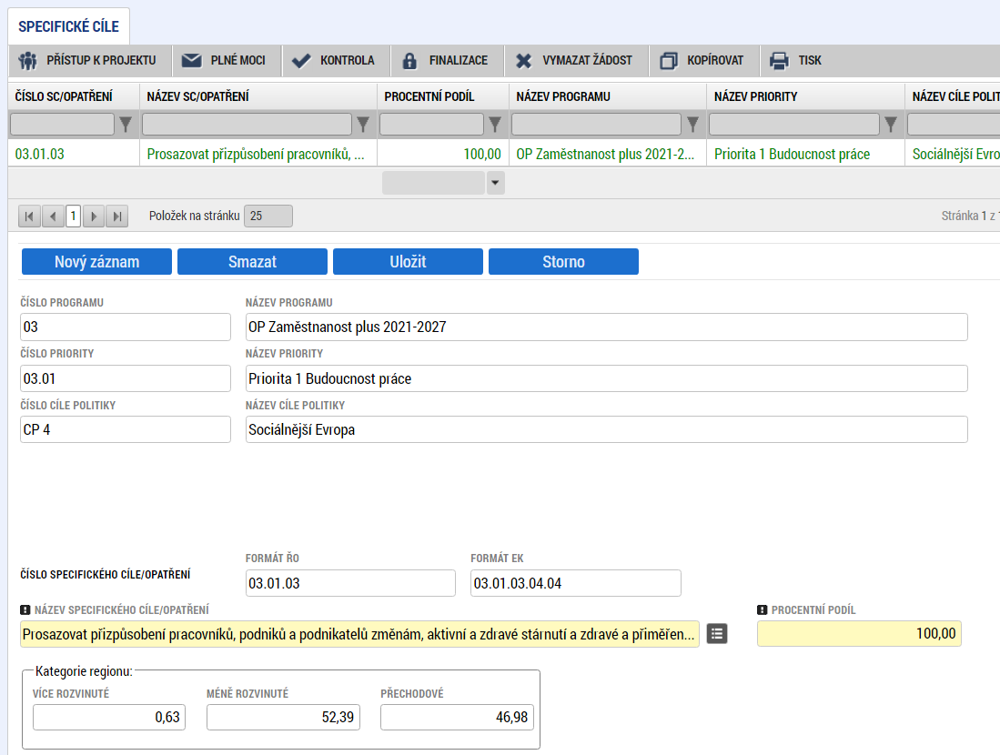 SPECIFICKÉ CÍLE
PŘÍSTUP K PROJEKTU PLNÉ MOCI KONTROLA FINALIZACE VYMAZAT ŽÁDOST KOPÍROVAT TISK
ČÍSLO SC/OPATŘENÍ NÁZEV SC/OPATŘENÍ PROCENTNÍ PODÍL NÁZEV PROGRAMU NÁZEV PRIORITY NÁZEV CÍLE POLIT
03.01.03 Prosazovat přizpůsobení pracovníků, ... 100,00 OP Zaměstnanost plus 2021-2... Priorita 1 Budoucnost práce Sociálnější Evro
1 Položek na stránku 25 Stránka 1 z 1
Nový záznam Smazat Uložit Storno
ČÍSLO PROGRAMU NÁZEV PROGRAMU
03 OP Zaměstnanost plus 2021-2027
ČÍSLO PRIORITY NÁZEV PRIORITY
03.01 Priorita 1 Budoucnost práce
ČÍSLO CÍLE POLITIKY NÁZEV CÍLE POLITIKY
CP 4 Sociálnější Evropa
FORMÁT ŘO FORMÁT EK
ČÍSLO SPECIFICKÉHO CÍLE/OPATŘENÍ 03.01.03 03.01.03.04.04
NÁZEV SPECIFICKÉHO CÍLE/OPATŘENÍ PROCENTNÍ PODÍL
Prosazovat přizpůsobení pracovníků, podniků a podnikatelů změnám, aktivní a zdravé stárnutí a zdravé a přiměřen... 100,00
Kategorie regionu:
VÍCE ROZVINUTÉ MÉNĚ ROZVINUTÉ PŘECHODOVÉ
0,63 52,39 46,98